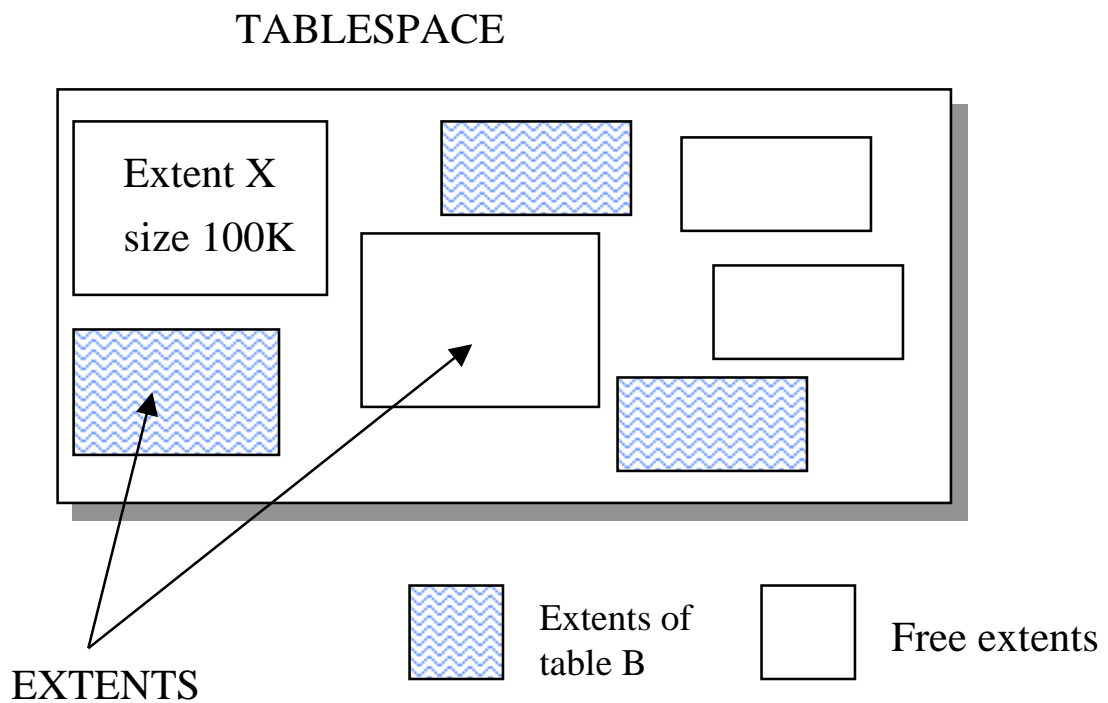 TABLESPACE
Extent X
size 100K
EXTENTS
Extents of
table B
Free extents